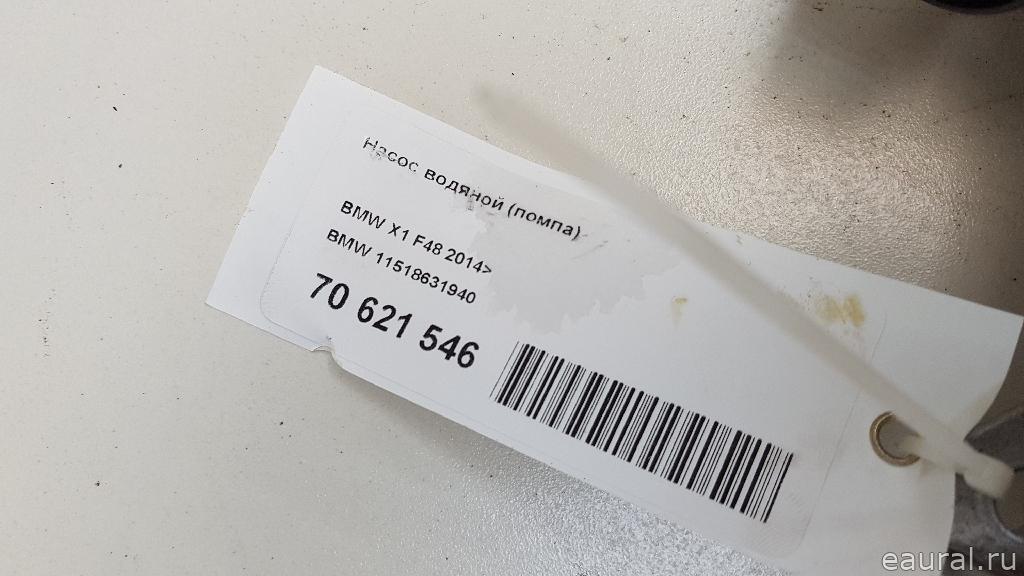 Насос водяной (помпа)
BMW X1 F48 2014>
BMW 11518631940
70 621 546
eaural.ru